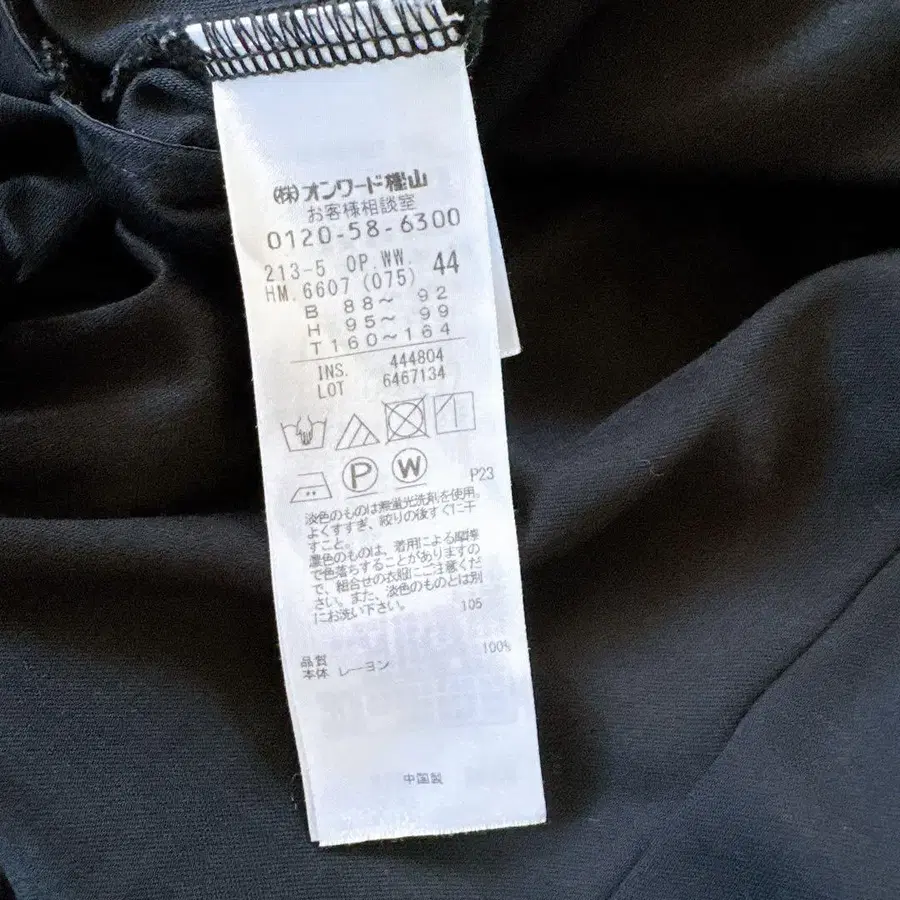 ㈱オンワード樫山
お客様相談室
0120-58-6300
213-5 OP.WW. 44
HM.6607(075)
B 88～ 92
H 95～ 99
T160～164
INS. 444804
LOT 6467134
P W
P23
淡色のものは無蛍光洗剤を使用。
よくすすぎ、絞りの後すぐに干
すこと。
濃色のものは、着用による摩擦
で色落ちすることがありますの
で、組合せの衣服にご注意くだ
さい。また、淡色のものとは別
にお洗い下さい。 105
品質
本体 レーヨン 100%
中国製